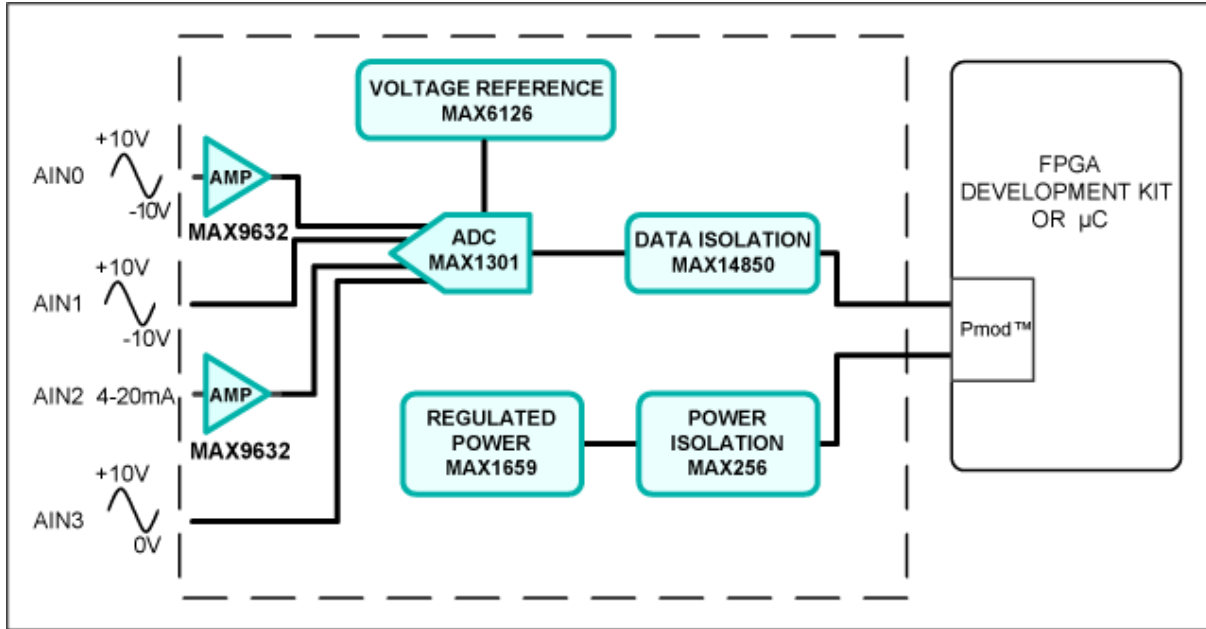 VOLTAGE REFERENCE
MAX6126
+10V
AIN0
-10V
AMP
MAX9632
ADC
MAX1301
DATA ISOLATION
MAX14850
FPGA
DEVELOPMENT KIT
OR µC
Pmod™
+10V
AIN1
-10V
AIN2
4-20mA
AMP
MAX9632
REGULATED
POWER
MAX1659
POWER
ISOLATION
MAX256
+10V
AIN3
0V